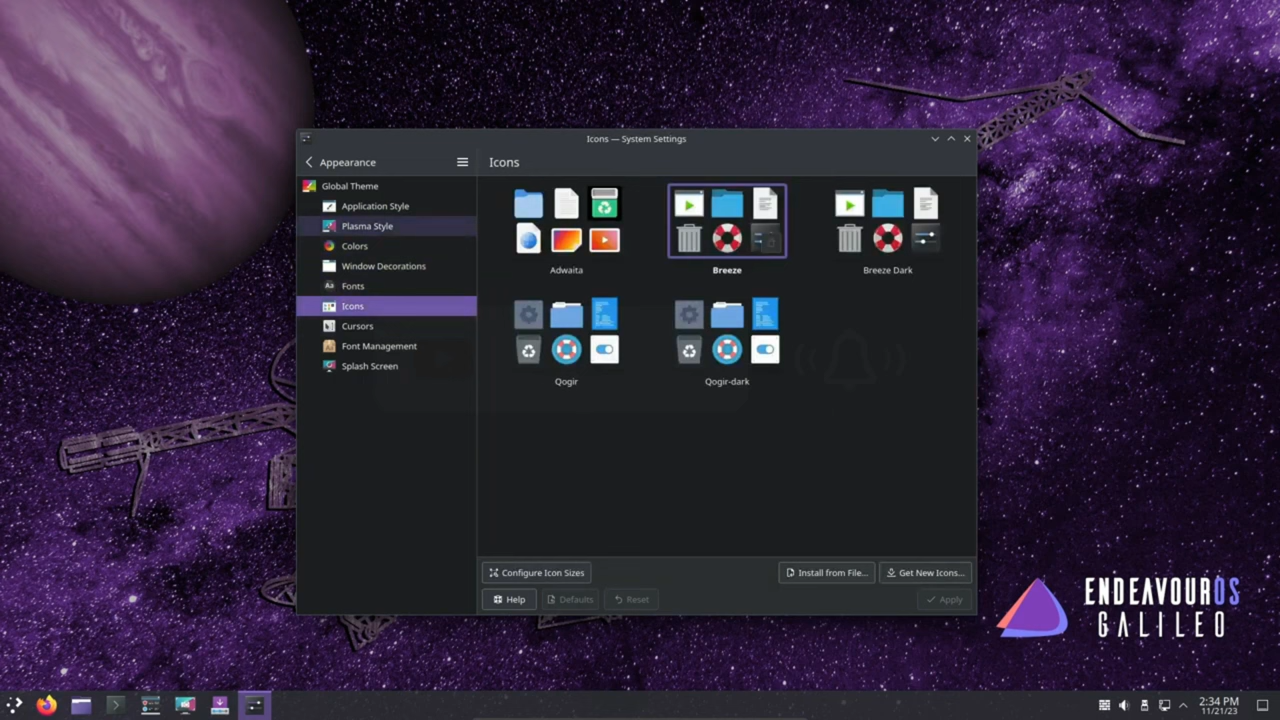 Icons — System Settings
Appearance
Icons
Global Theme
Application Style
Plasma Style
Colors
Window Decorations
Aa Fonts
Icons
Cursors
Font Management
Splash Screen
Adwaita
Breeze
Breeze Dark
Qogir
Qogir-dark
Configure Icon Sizes
Install from File...
Get New Icons...
Help
Defaults
Reset
Apply
ENDEAVOUROS
GALILEO
2:34 PM
11/21/23